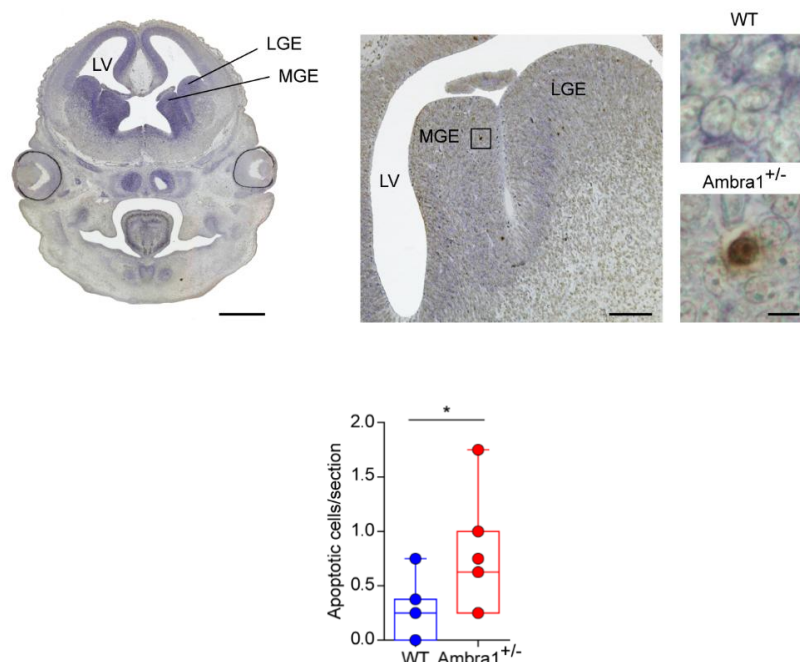 LV
LGE
MGE
MGE
LGE
LV
WT
Ambra1+/-
*
2.0
1.5
1.0
0.5
0.0
Apoptotic cells/section
WT Ambra1+/-